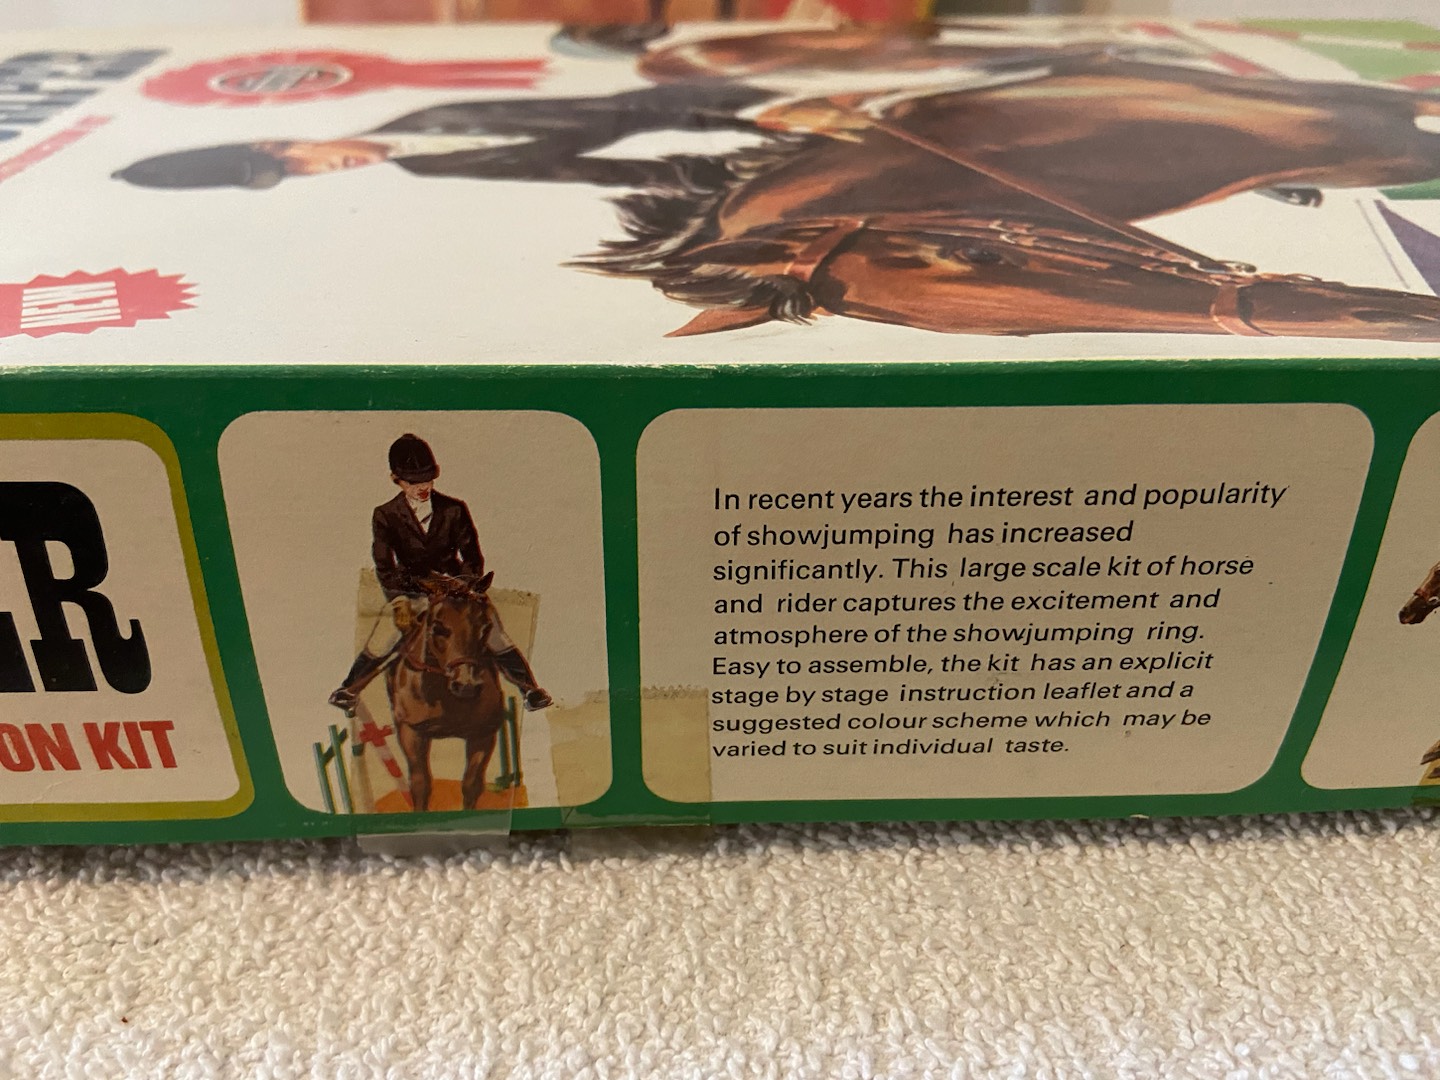 NEW
ER
ON KIT
In recent years the interest and popularity
of showjumping has increased
significantly. This large scale kit of horse
and rider captures the excitement and
atmosphere of the showjumping ring.
Easy to assemble, the kit has an explicit
stage by stage instruction leaflet and a
suggested colour scheme which may be
varied to suit individual taste.